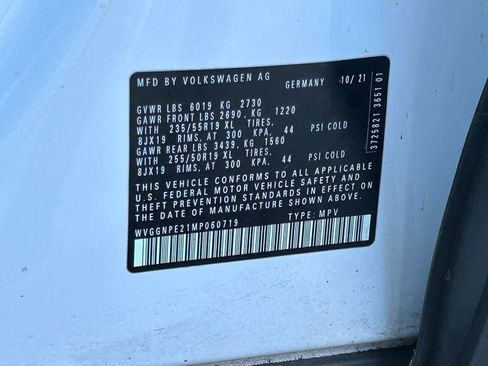 MFD BY VOLKSWAGEN AG GERMANY 10/21
GVWR LBS 6019 KG 2730
GAWR FRONT LBS 2690, KG 1220
WITH 235/55R19 XL TIRES,
8JX19 RIMS, AT 300 KPA, 44 PSI COLD
GAWR REAR LBS 3439, KG 1560
WITH 255/50R19 XL TIRES,
8JX19 RIMS, AT 300 KPA, 44 PSI COLD
THIS VEHICLE CONFORMS TO ALL APPLICABLE
U.S. FEDERAL MOTOR VEHICLE SAFETY AND
THEFT PREVENTION STANDARDS IN EFFECT ON
THE DATE OF MANUFACTURE SHOWN ABOVE.
WVGGNPE21MP060719 TYPE: MPV
3725821 3651 01